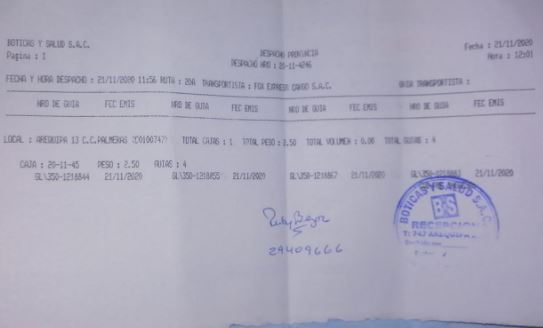 BOTICAS Y SALUD S.A.C. Fecha : 21/11/2020
Pagina : 1 DESPACHO PROVINCIA Hora : 12:01
DESPACHO NRO : 20-11-4246
FECHA Y HORA DESPACHO : 21/11/2020 11:56 RUTA : 20A TRANSPORTISTA : FOX EXPRESS CARGO S.A.C. GUIA TRANSPORTISTA :
NRO DE GUIA FEC EMIS NRO DE GUIA FEC EMIS NRO DE GUIA FEC EMIS NRO DE GUIA FEC EMIS
LOCAL : AREQUIPA 13 C.C.PALMERAS TOTAL CAJAS : 1 TOTAL PESO : 2.50 TOTAL VOLUMEN : 0.00 TOTAL GUIAS : 4
CAJA : 20-11-45 PESO : 2.50 GUIAS : 4
GL\350-1218844 21/11/2020 GL\350-1218855 21/11/2020 GL\350-1218867 21/11/2020 GL\350-1218883 21/11/2020
BOTICAS Y SALUD S.A.C.
BS
RECEPCION
T: 747 AREQUIPA
29409666